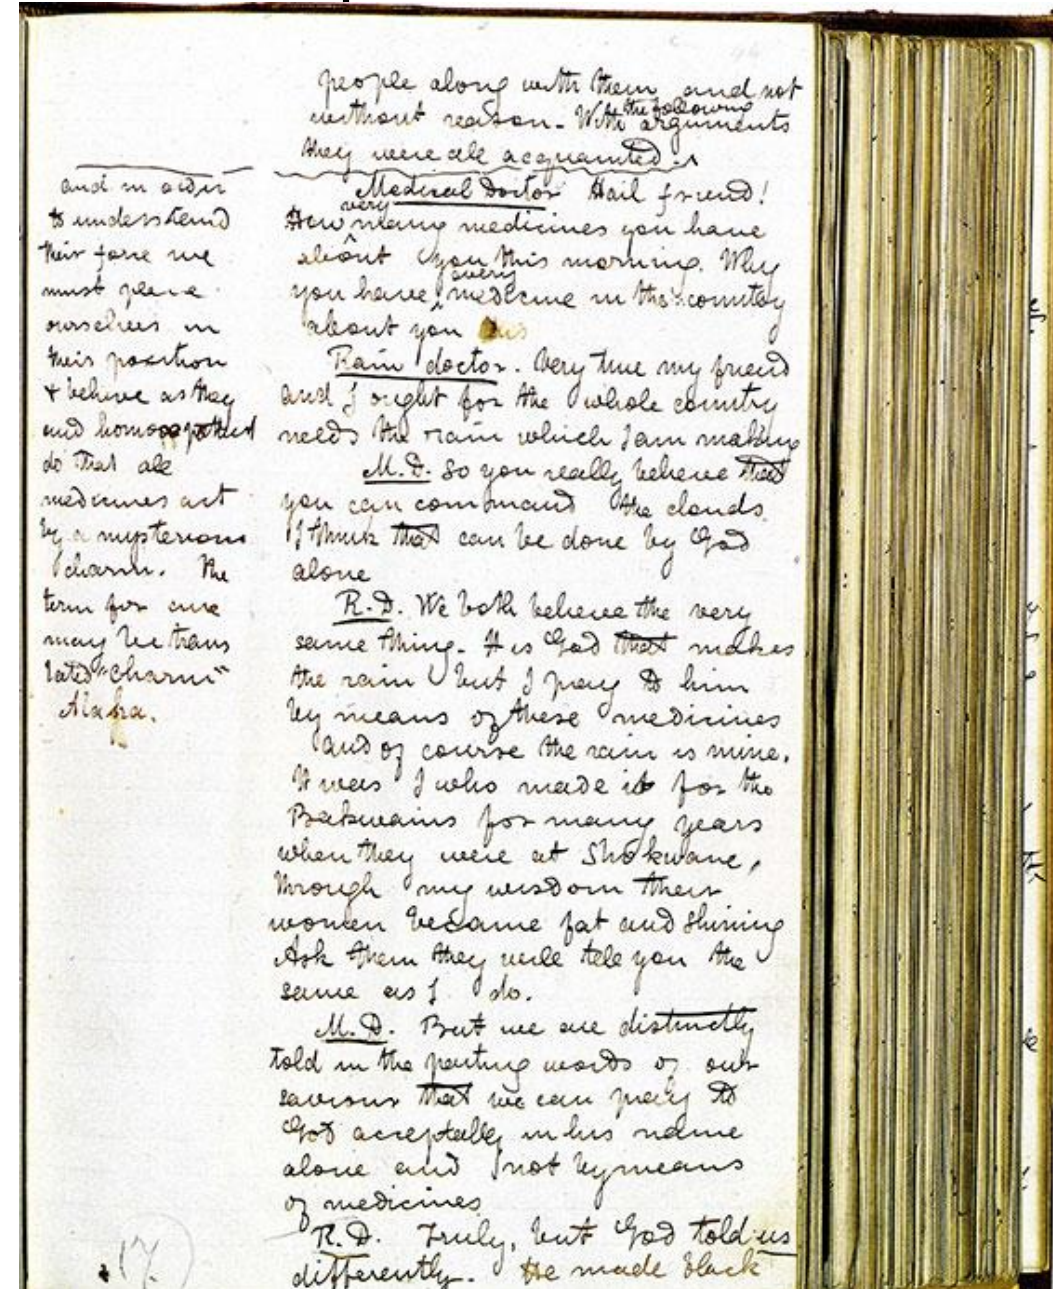 people along with them and not
without reason - With the following arguments
they were all acquainted -
and in order
to understand
their force we
must place
ourselves in
their position
& believe as they
and homoeopathist
do that all
medicines act
by a mysterious
charm. The
term for cure
may be trans
lated "charm"
Alaha.
Medical Doctor Hail friend!
How very many medicines you have
about you this morning. Why
you have every medicine in the country
about you
Rain doctor. Very true my friend
and I ought for the whole country
needs the rain which I am making
M.D. So you really believe that
you can command the clouds
I think that can be done by God
alone
R.D. We both believe the very
same thing. It is God that makes
the rain but I pray to him
by means of these medicines
and of course the rain is mine.
It was I who made it for the
Bakwains for many years
when they were at Shokwane,
through my wisdom their
women became fat and shining
Ask them they will tell you the
same as I do.
M.D. But we are distinctly
told in the parting words of our
saviour that we can pray to
God acceptably in his name
alone and not by means
of medicines
R.D. Truly, but God told us
differently. He made black
17